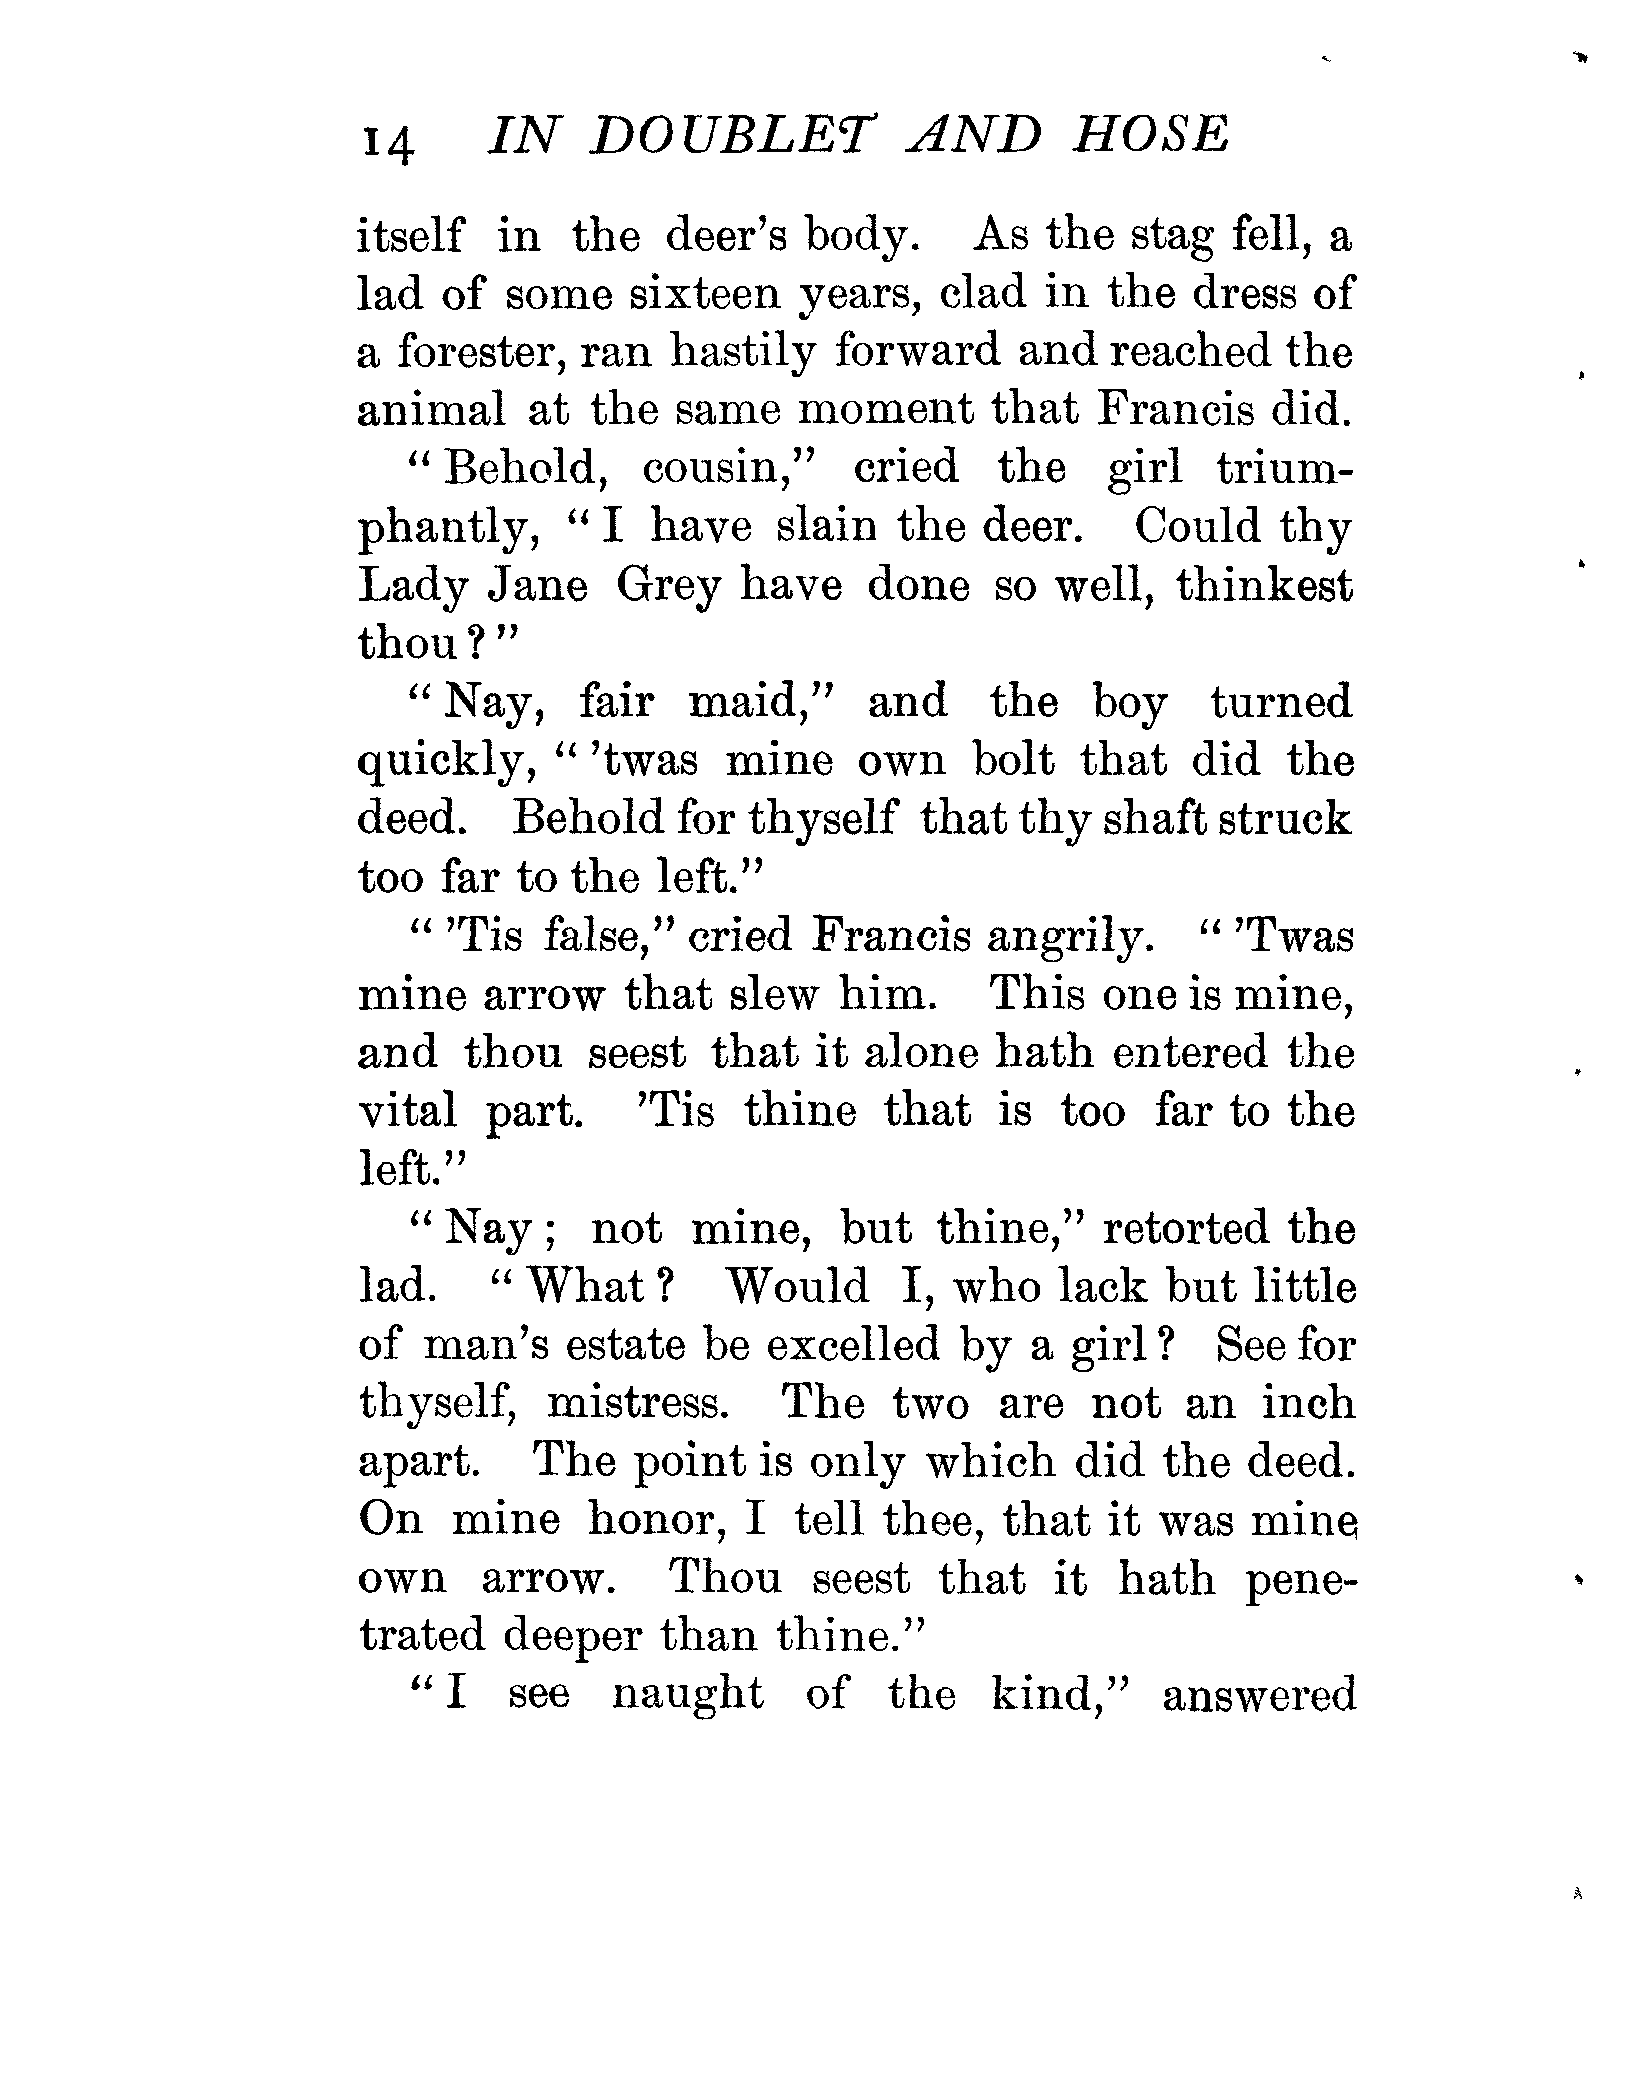 14 IN DOUBLET AND HOSE
itself in the deer's body. As the stag fell, a
lad of some sixteen years, clad in the dress of
a forester, ran hastily forward and reached the
animal at the same moment that Francis did.
“Behold, cousin,” cried the girl trium-
phantly, “I have slain the deer. Could thy
Lady Jane Grey have done so well, thinkest
thou?”
“Nay, fair maid,” and the boy turned
quickly, “’twas mine own bolt that did the
deed. Behold for thyself that thy shaft struck
too far to the left.”
“’Tis false,” cried Francis angrily. “’Twas
mine arrow that slew him. This one is mine,
and thou seest that it alone hath entered the
vital part. ’Tis thine that is too far to the
left.”
“Nay; not mine, but thine,” retorted the
lad. “What? Would I, who lack but little
of man's estate be excelled by a girl? See for
thyself, mistress. The two are not an inch
apart. The point is only which did the deed.
On mine honor, I tell thee, that it was mine
own arrow. Thou seest that it hath pene-
trated deeper than thine.”
“I see naught of the kind,” answered